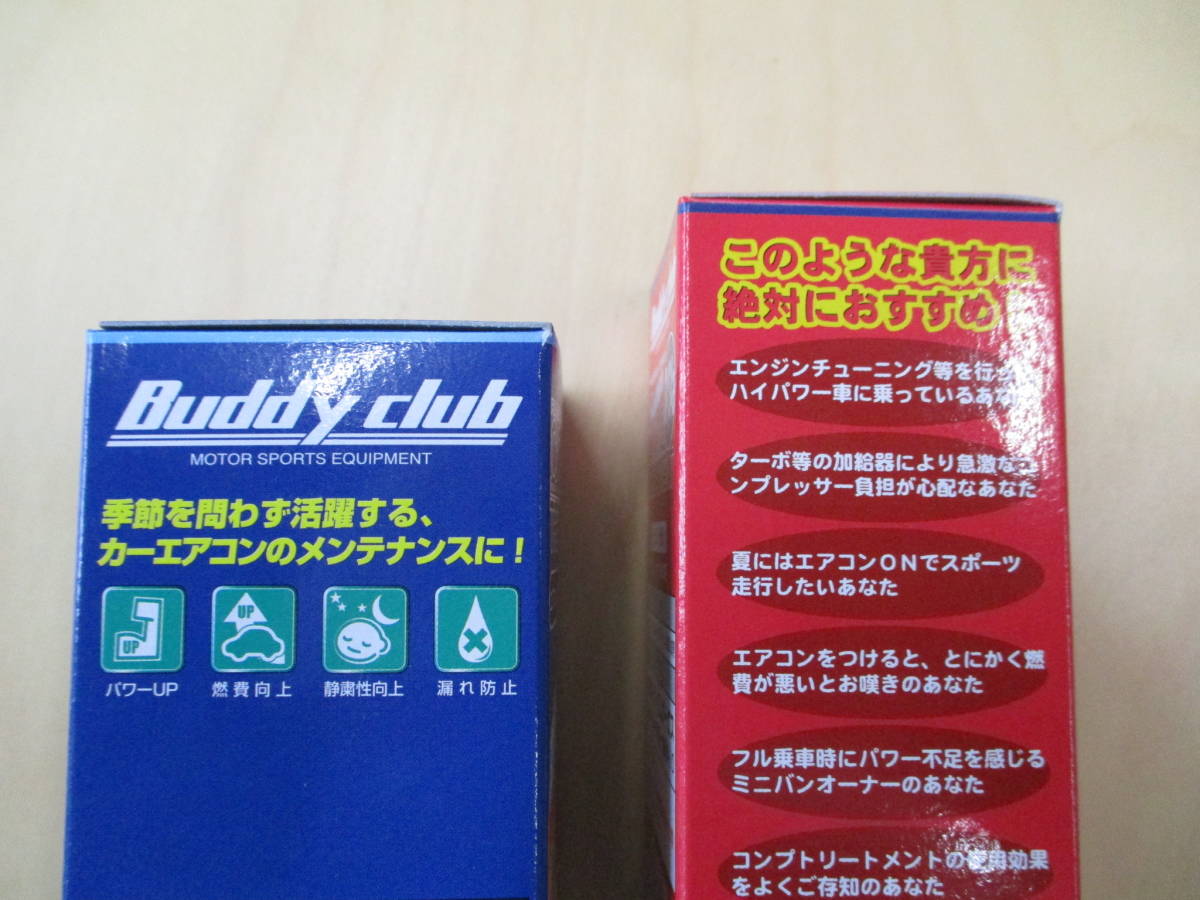 Buddy club
MOTOR SPORTS EQUIPMENT
季節を問わず活躍する、
カーエアコンのメンテナンスに！
UP
パワーUP
UP
燃費向上
静粛性向上
漏れ防止
このような貴方に
絶対におすすめ
エンジンチューニング等を行っ
ハイパワー車に乗っているあな
ターボ等の加給器により急激な
ンプレッサー負担が心配なあなた
夏にはエアコンONでスポーツ
走行したいあなた
エアコンをつけると、とにかく燃
費が悪いとお嘆きのあなた
フル乗車時にパワー不足を感じる
ミニバンオーナーのあなた
コンプトリートメントの使用効果
をよくご存知のあなた